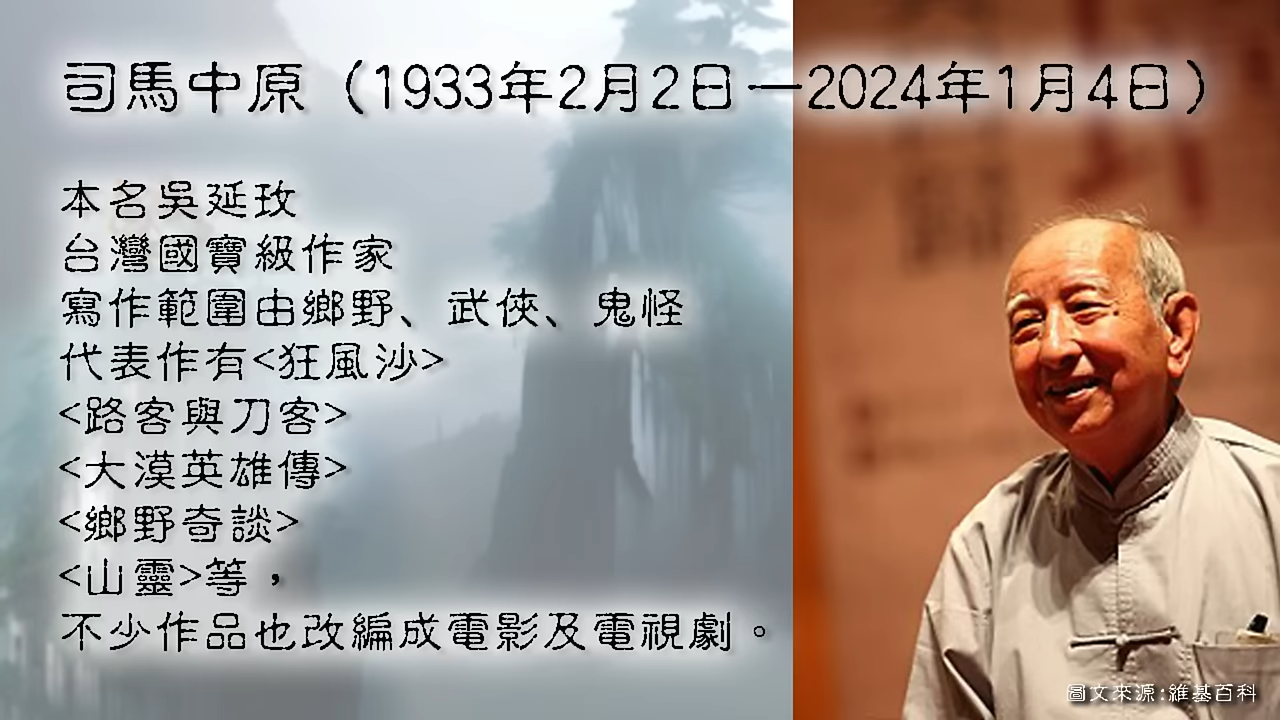 司馬中原（1933年2月2日－2024年1月4日）
本名吳延玫
台灣國寶級作家
寫作範圍由鄉野、武俠、鬼怪
代表作有<狂風沙>
<路客與刀客>
<大漠英雄傳>
<鄉野奇談>
<山靈>等，
不少作品也改編成電影及電視劇。
圖文來源:維基百科